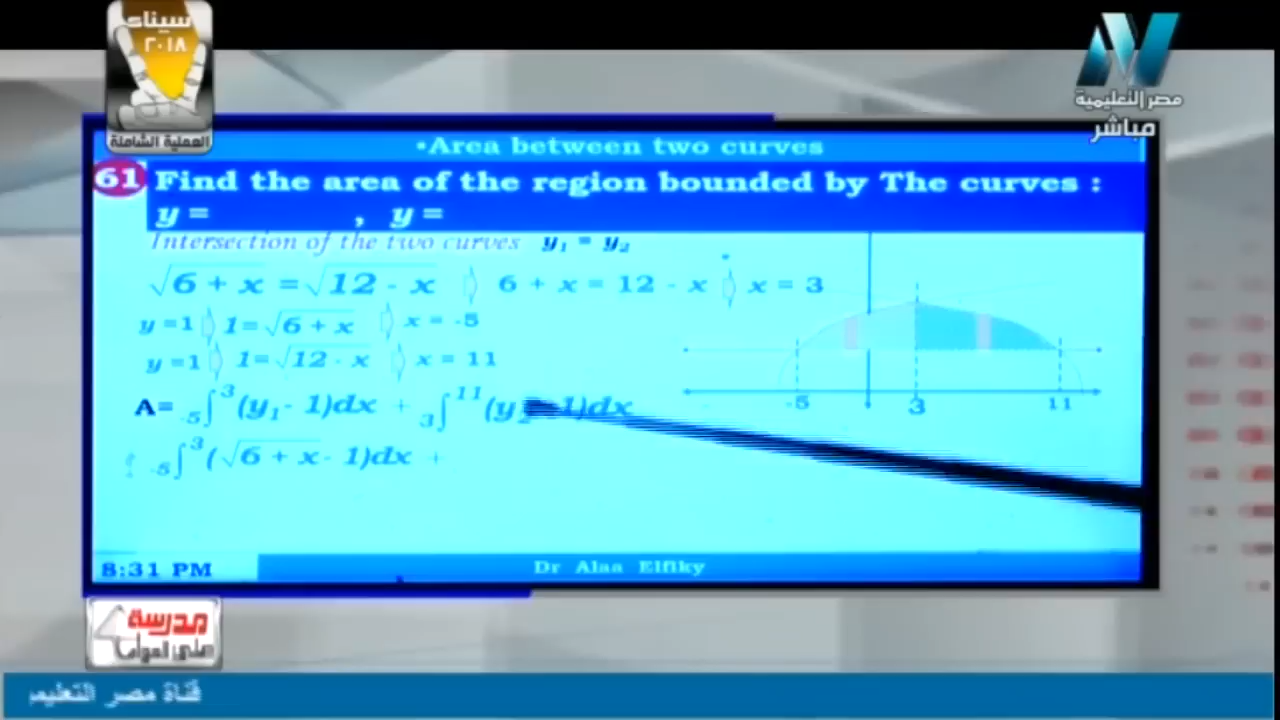 سيناء
٢٠١٨
العملية الشاملة
مصر التعليمية
مباشر
•Area between two curves
61 Find the area of the region bounded by The curves :
y = , y =
Intersection of the two curves y₁ = y₂
√6 + x = √12 - x ⇒ 6 + x = 12 - x ⇒ x = 3
y =1 ⇒ 1= √6 + x ⇒ x = -5
y =1 ⇒ 1= √12 - x ⇒ x = 11
A= ₋₅∫³ (y₁- 1)dx + ₃∫¹¹ (y₂ -1)dx
₋₅∫³ (√6 + x - 1)dx +
-5 3 11
8:31 PM
Dr Alaa Elfiky
مدرسة
على الهواء
قناة مصر التعليم